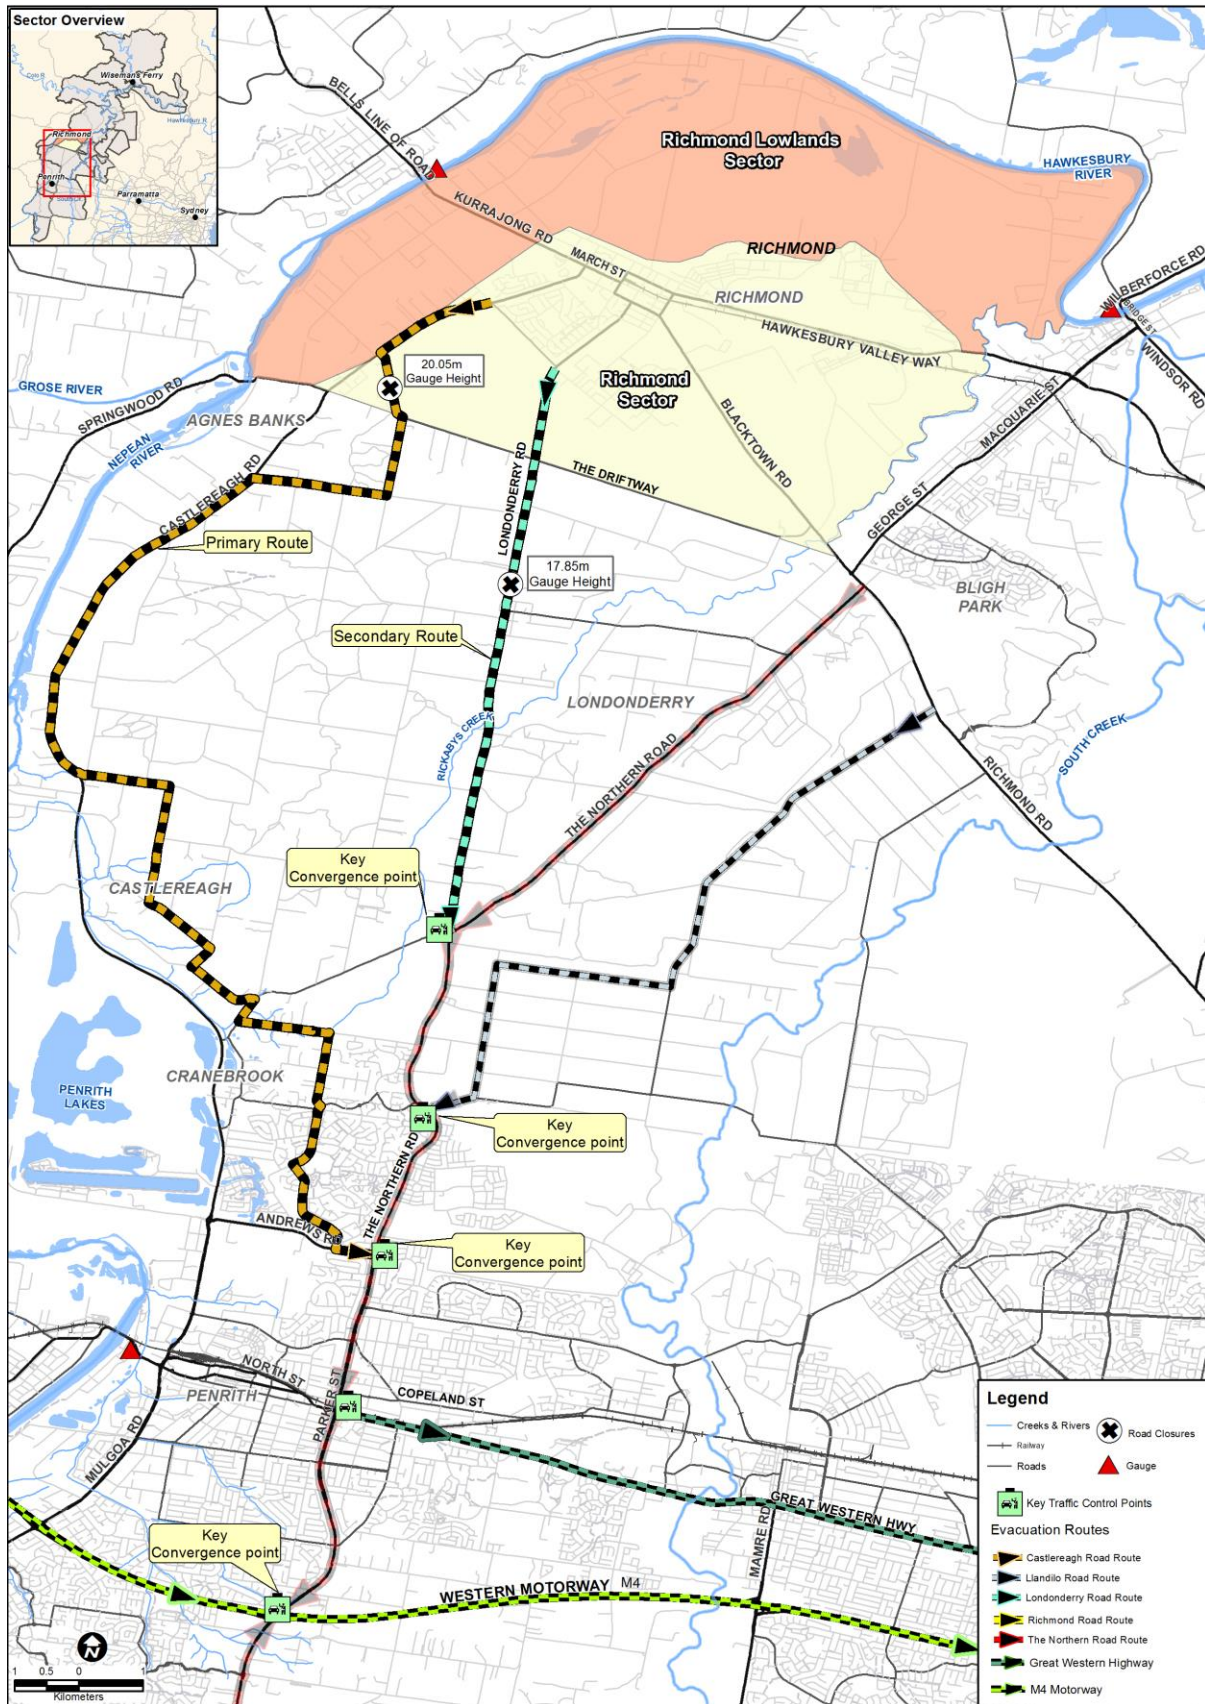 Sector Overview
Colo R
Wisemans Ferry
Hawkesbury R.
Richmond
Penrith
Parramatta
Sydney
BELLS LINE OF ROAD
Richmond Lowlands
Sector
HAWKESBURY
RIVER
KURRAJONG RD
MARCH ST
RICHMOND
RICHMOND
WILBERFORCE RD
BRIDGE ST
WINDSOR RD
HAWKESBURY VALLEY WAY
20.05m
Gauge Height
GROSE RIVER
SPRINGWOOD RD
Richmond
Sector
MACQUARIE ST
AGNES BANKS
NEPEAN
RIVER
BLACKTOWN RD
CASTLEREAGH RD
LONDONDERRY RD
THE DRIFTWAY
GEORGE ST
Primary Route
17.85m
Gauge Height
BLIGH
PARK
Secondary Route
LONDONDERRY
RICKABYS CREEK
THE NORTHERN ROAD
SOUTH CREEK
RICHMOND RD
Key
Convergence point
CASTLEREAGH
CRANEBROOK
PENRITH
LAKES
Key
Convergence point
THE NORTHERN RD
ANDREWS RD
Key
Convergence point
NORTH ST
PENRITH
COPELAND ST
PARKER ST
MULGOA RD
GREAT WESTERN HWY
MAMRE RD
Key
Convergence point
WESTERN MOTORWAY M4
N
1 0.5 0 1
Kilometers
Legend
Creeks & Rivers
Road Closures
Railway
Roads
Gauge
Key Traffic Control Points
Evacuation Routes
Castlereagh Road Route
Llandilo Road Route
Londonderry Road Route
Richmond Road Route
The Northern Road Route
Great Western Highway
M4 Motorway